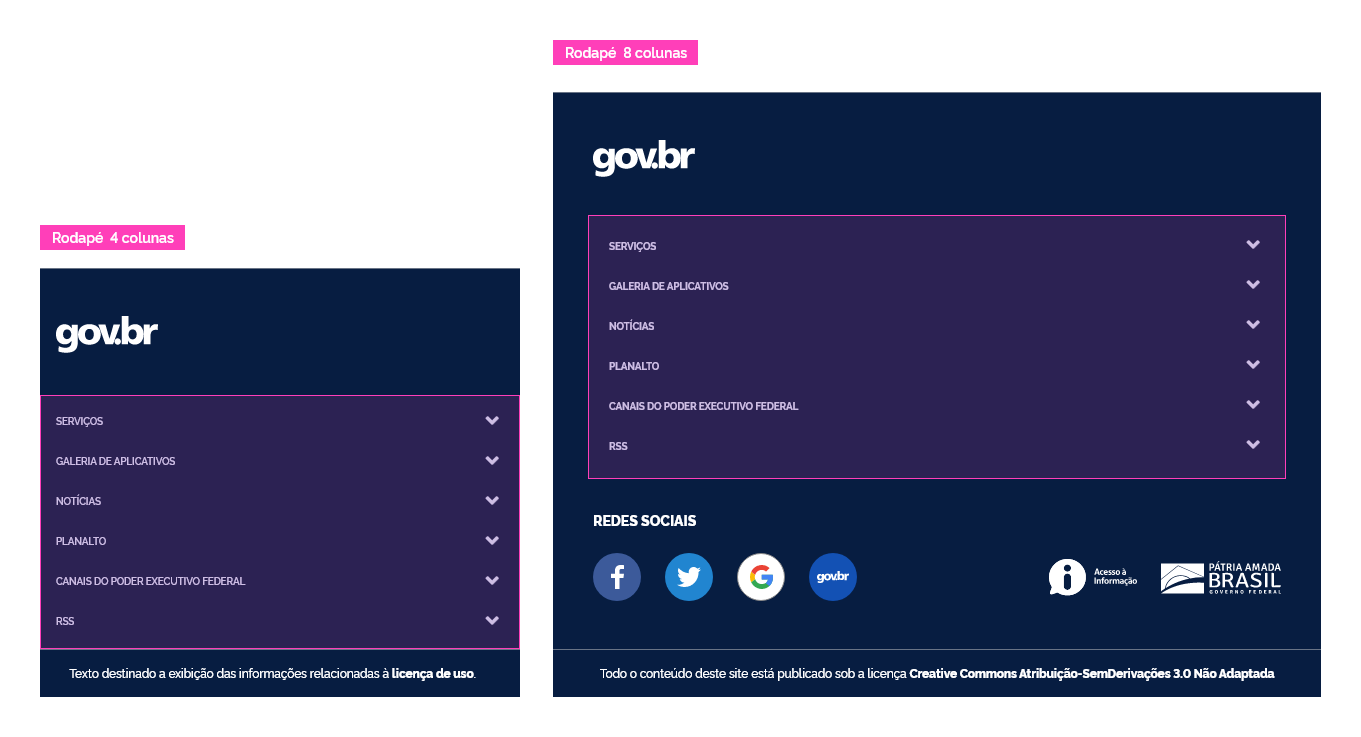 Rodapé 4 colunas
gov.br
SERVIÇOS
GALERIA DE APLICATIVOS
NOTÍCIAS
PLANALTO
CANAIS DO PODER EXECUTIVO FEDERAL
RSS
Texto destinado a exibição das informações relacionadas à licença de uso.
Rodapé 8 colunas
gov.br
SERVIÇOS
GALERIA DE APLICATIVOS
NOTÍCIAS
PLANALTO
CANAIS DO PODER EXECUTIVO FEDERAL
RSS
REDES SOCIAIS
gov.br
Acesso à
Informação
PÁTRIA AMADA
BRASIL
GOVERNO FEDERAL
Todo o conteúdo deste site está publicado sob a licença Creative Commons Atribuição-SemDerivações 3.0 Não Adaptada